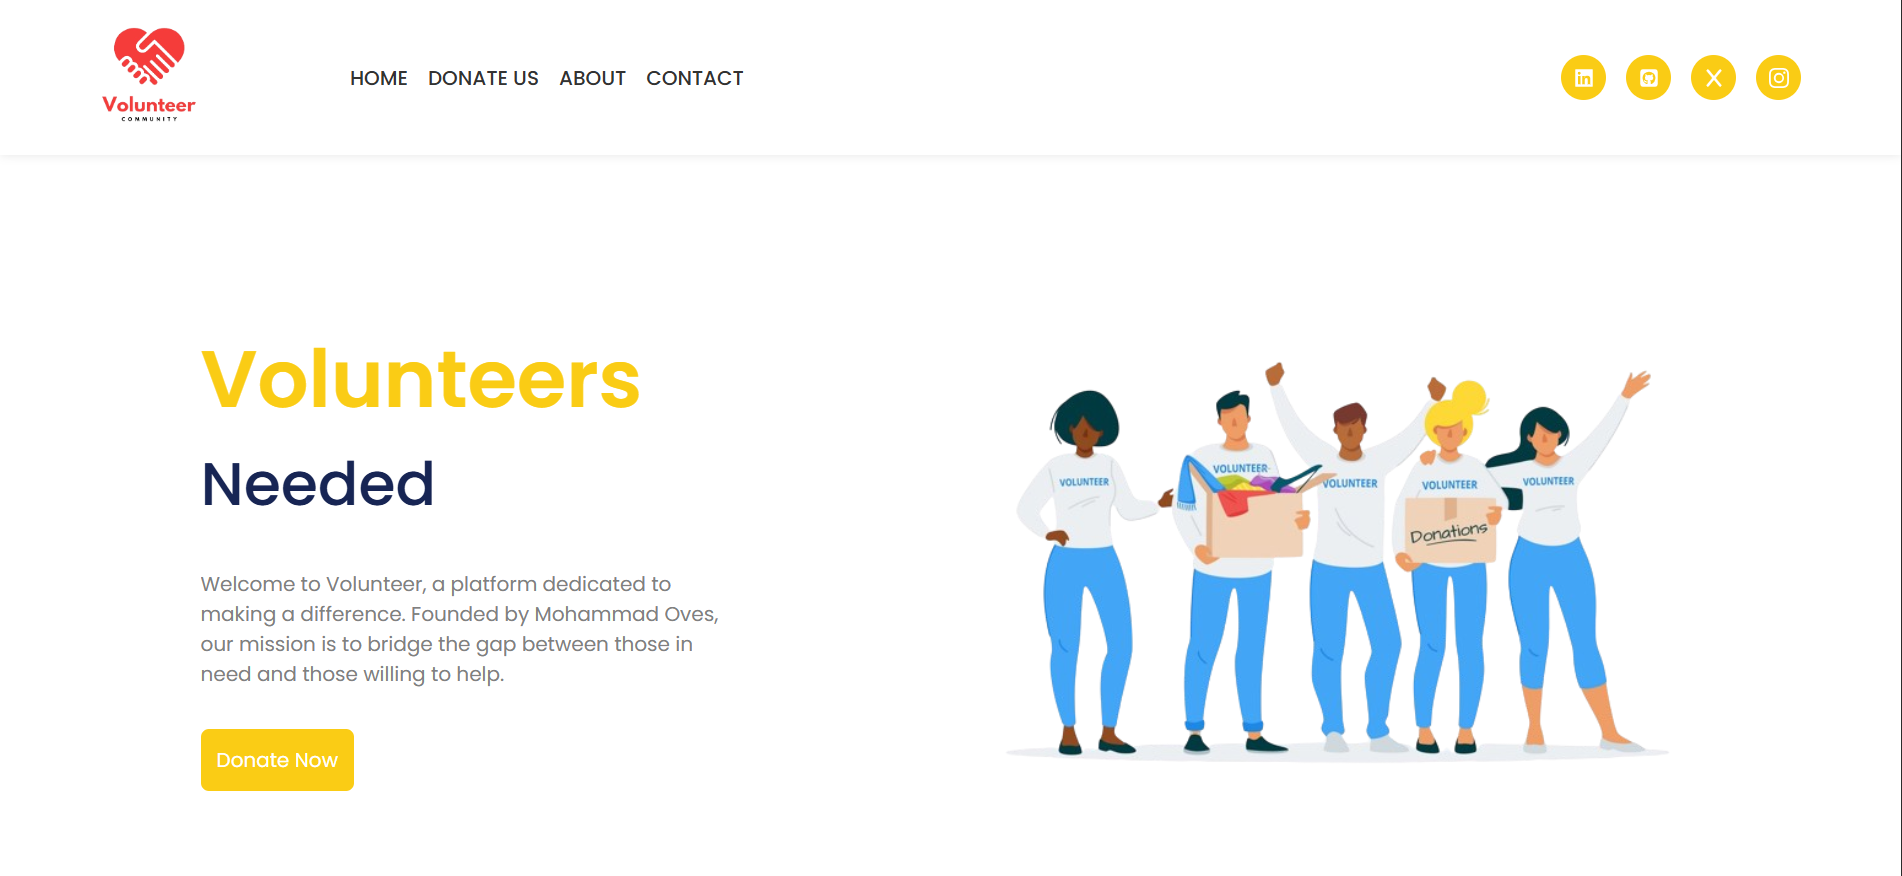 Volunteer
COMMUNITY
HOME DONATE US ABOUT CONTACT
Volunteers
Needed
Welcome to Volunteer, a platform dedicated to
making a difference. Founded by Mohammad Oves,
our mission is to bridge the gap between those in
need and those willing to help.
Donate Now
VOLUNTEER
VOLUNTEER
VOLUNTEER
VOLUNTEER
VOLUNTEER
Donations